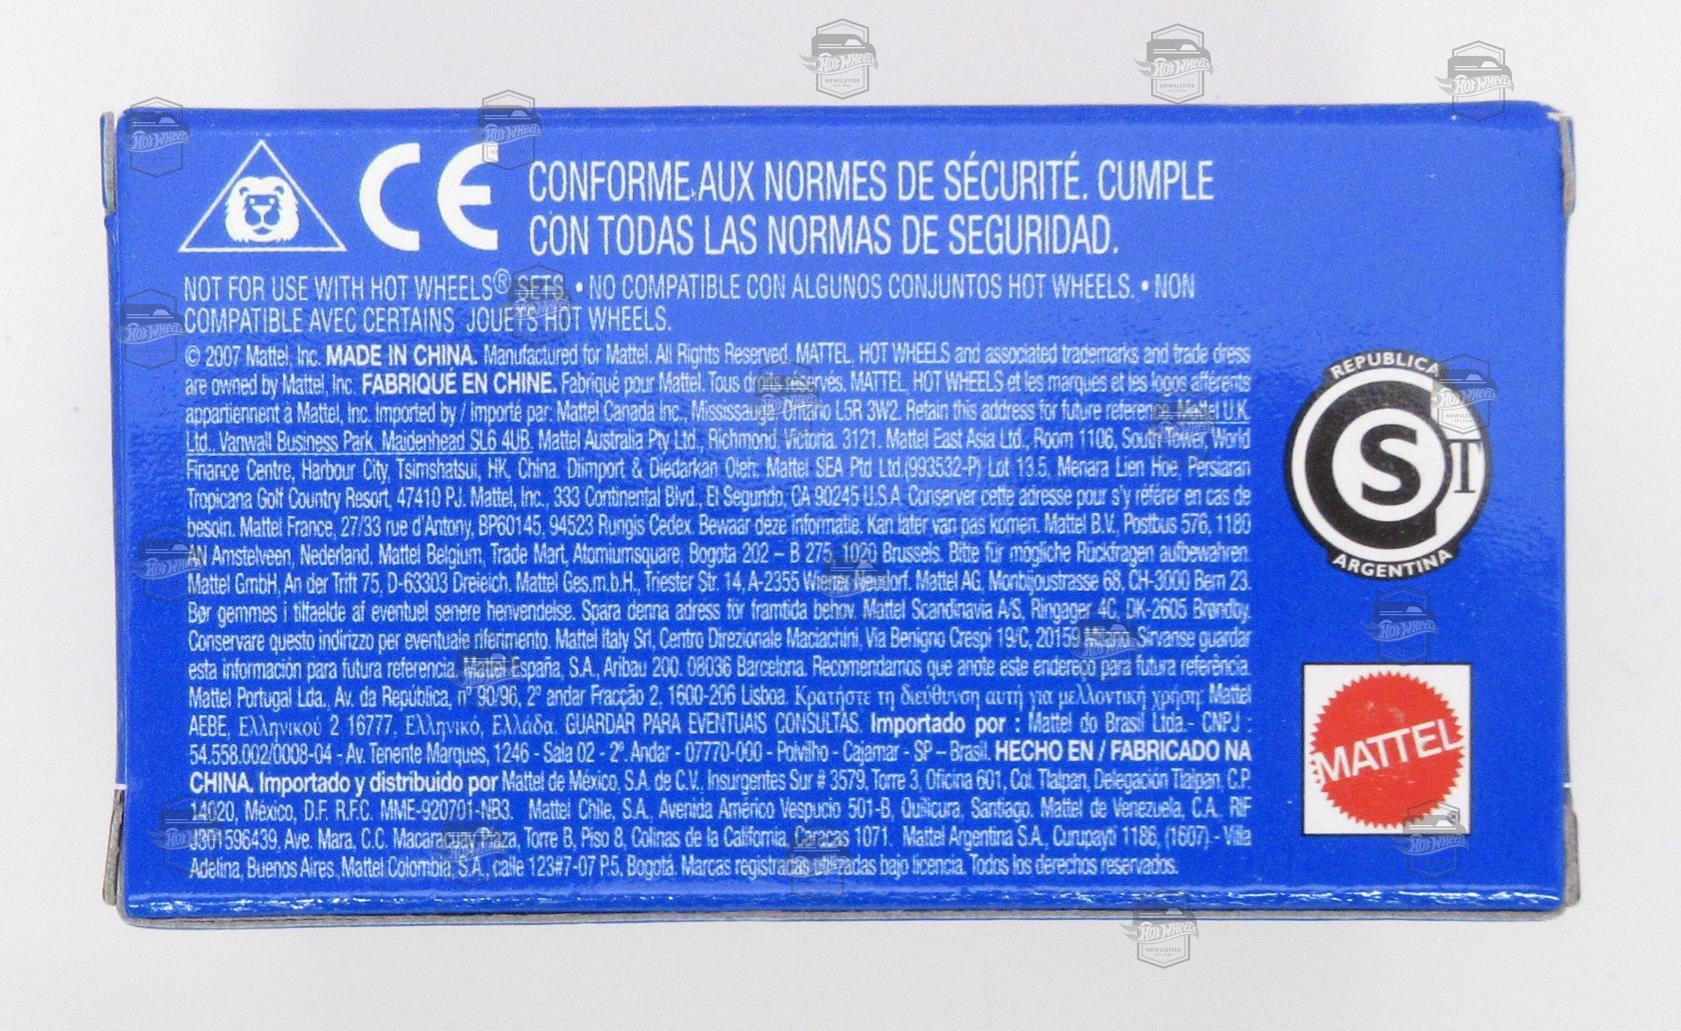 CE
CONFORME AUX NORMES DE SÉCURITÉ. CUMPLE
CON TODAS LAS NORMAS DE SEGURIDAD.
NOT FOR USE WITH HOT WHEELS® SETS. • NO COMPATIBLE CON ALGUNOS CONJUNTOS HOT WHEELS. • NON
COMPATIBLE AVEC CERTAINS JOUETS HOT WHEELS.
© 2007 Mattel, Inc. MADE IN CHINA. Manufactured for Mattel. All Rights Reserved. MATTEL, HOT WHEELS and associated trademarks and trade dress
are owned by Mattel, Inc. FABRIQUÉ EN CHINE. Fabriqué pour Mattel. Tous droits réservés. MATTEL, HOT WHEELS et les marques et les logos afférents
appartiennent a Mattel, Inc. Imported by / Importé par: Mattel Canada Inc., Mississauga, Ontario L5R 3W2. Retain this address for future reference. Mattel U.K.
Ltd., Vanwall Business Park, Maidenhead SL6 4UB. Mattel Australia Pty Ltd., Richmond, Victoria. 3121. Mattel East Asia Ltd., Room 1106, South Tower, World
Finance Centre, Harbour City, Tsimshatsui, HK, China. Diimport & Diedarkan Oleh: Mattel SEA Ptd Ltd.(993532-P) Lot 13.5, Menara Lien Hoe, Persiaran
Tropicana Golf Country Resort, 47410 PJ. Mattel, Inc., 333 Continental Blvd., El Segundo, CA 90245 U.S.A. Conserver cette adresse pour s'y référer en cas de
besoin. Mattel France, 27/33 rue d'Antony, BP60145, 94523 Rungis Cedex. Bewaar deze informatie. Kan later van pas komen. Mattel B.V. Postbus 576, 1180
AN Amstelveen, Nederland. Mattel Belgium, Trade Mart, Atomiumsquare, Bogota 202 – B 275, 1020 Brussels. Bitte für mögliche Rückfragen aufbewahren.
Mattel GmbH, An der Trift 75, D-63303 Dreieich. Mattel Ges.m.b.H., Triester Str. 14, A-2355 Wiener Neudorf. Mattel AG, Monbijoustrasse 68, CH-3000 Bern 23.
Bør gemmes i tilfaelde af eventuel senere henvendelse. Spara denna adress för framtida behov. Mattel Scandinavia A/S, Ringager 4C, DK-2605 Brøndby.
Conservare questo indirizzo per eventuale riferimento. Mattel Italy Srl, Centro Direzionale Maciachini, Via Benigno Crespi 19/C, 20159 Sirvanse guardar
esta información para futura referencia. Mattel España, S.A., Aribau 200. 08036 Barcelona. Recomendamos que anote este endereço para futura referência.
Mattel Portugal Lda., Av. da República, nº 90/96, 2º andar Fracção 2, 1600-206 Lisboa. Κρατήστε τη διεύθυνση αυτή για μελλοντική χρήση: Mattel
AEBE, Ελληνικού 2 16777, Ελληνικό, Ελλάδα. GUARDAR PARA EVENTUAIS CONSULTAS. Importado por : Mattel do Brasil Ltda.- CNPJ :
54.558.002/0008-04 - Av. Tenente Marques, 1246 - Sala 02 - 2º. Andar - 07770-000 - Polvilho - Cajamar - SP – Brasil. HECHO EN / FABRICADO NA
CHINA. Importado y distribuido por Mattel de México, S.A. de C.V., Insurgentes Sur # 3579, Torre 3, Oficina 601, Col. Tlalpan, Delegación Tlalpan, C.P.
14020, México, D.F. R.F.C. MME-920701-NB3. Mattel Chile, S.A., Avenida Américo Vespucio 501-B, Quilicura, Santiago. Mattel de Venezuela, C.A., RIF
J301596439, Ave. Mara, C.C. Macaracuay Plaza, Torre B, Piso 8, Colinas de la California, Caracas 1071. Mattel Argentina S.A., Curupaytí 1186, (1607) - Villa
Adelina, Buenos Aires. Mattel Colombia, S.A., calle 123#7-07 P.5, Bogotá. Marcas registradas utilizadas bajo licencia. Todos los derechos reservados.
REPUBLICA
S T
ARGENTINA
MATTEL